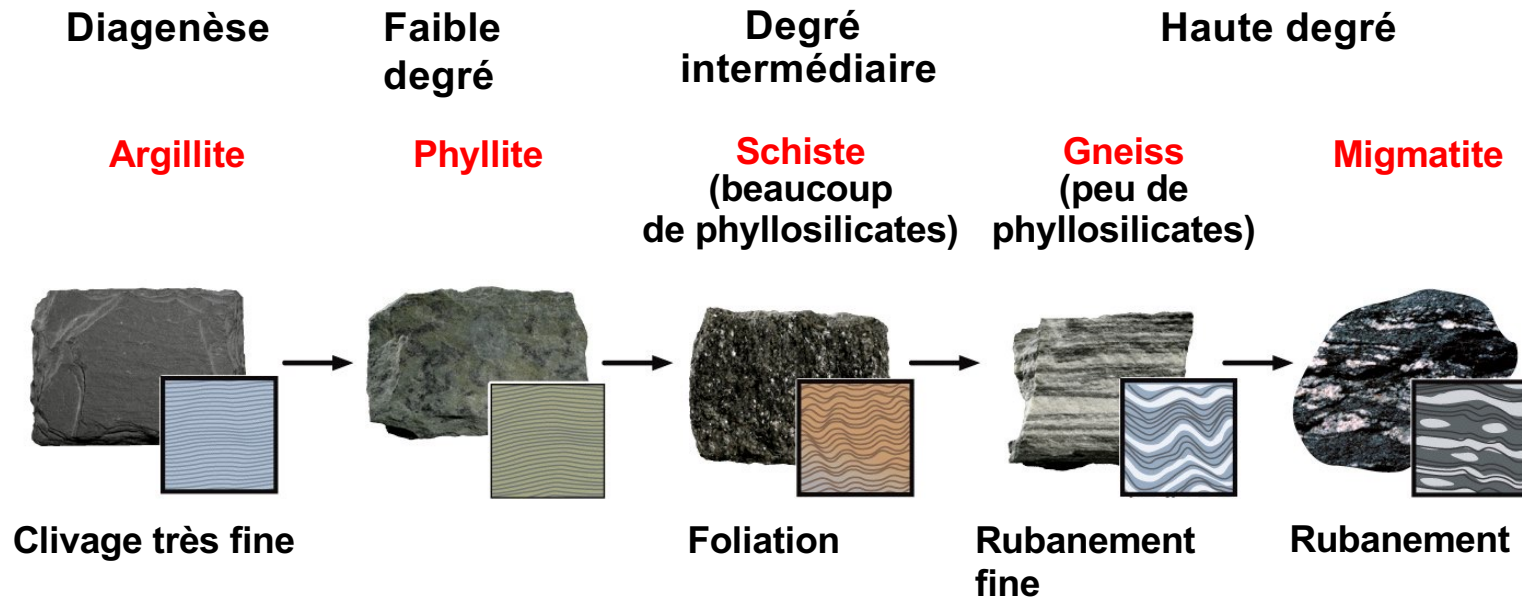 Diagenèse
Faible
degré
Degré
intermédiaire
Haute degré
Argillite
Phyllite
Schiste
(beaucoup
de phyllosilicates)
Gneiss
(peu de
phyllosilicates)
Migmatite
Clivage très fine
Foliation
Rubanement
fine
Rubanement